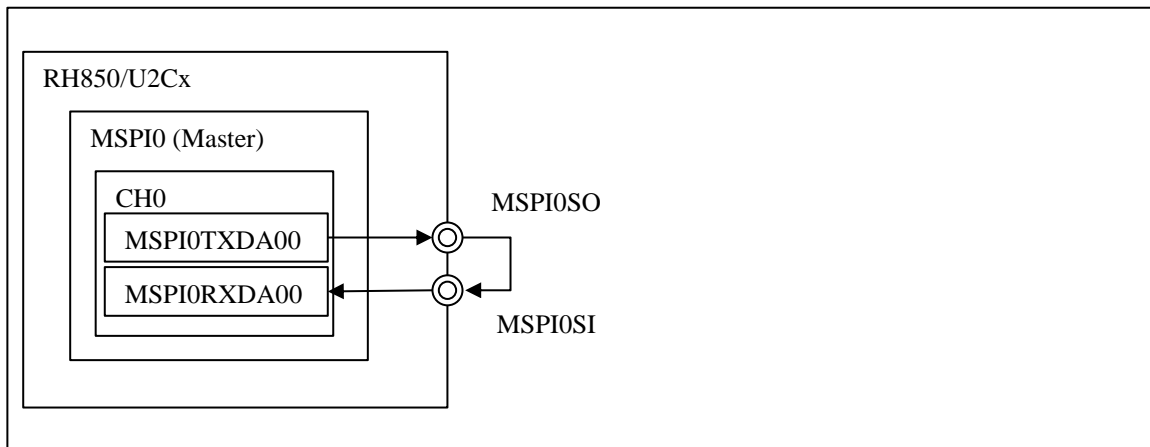 RH850/U2Cx
MSPI0 (Master)
CH0
MSPI0SO
MSPI0TXDA00
MSPI0RXDA00
MSPI0SI